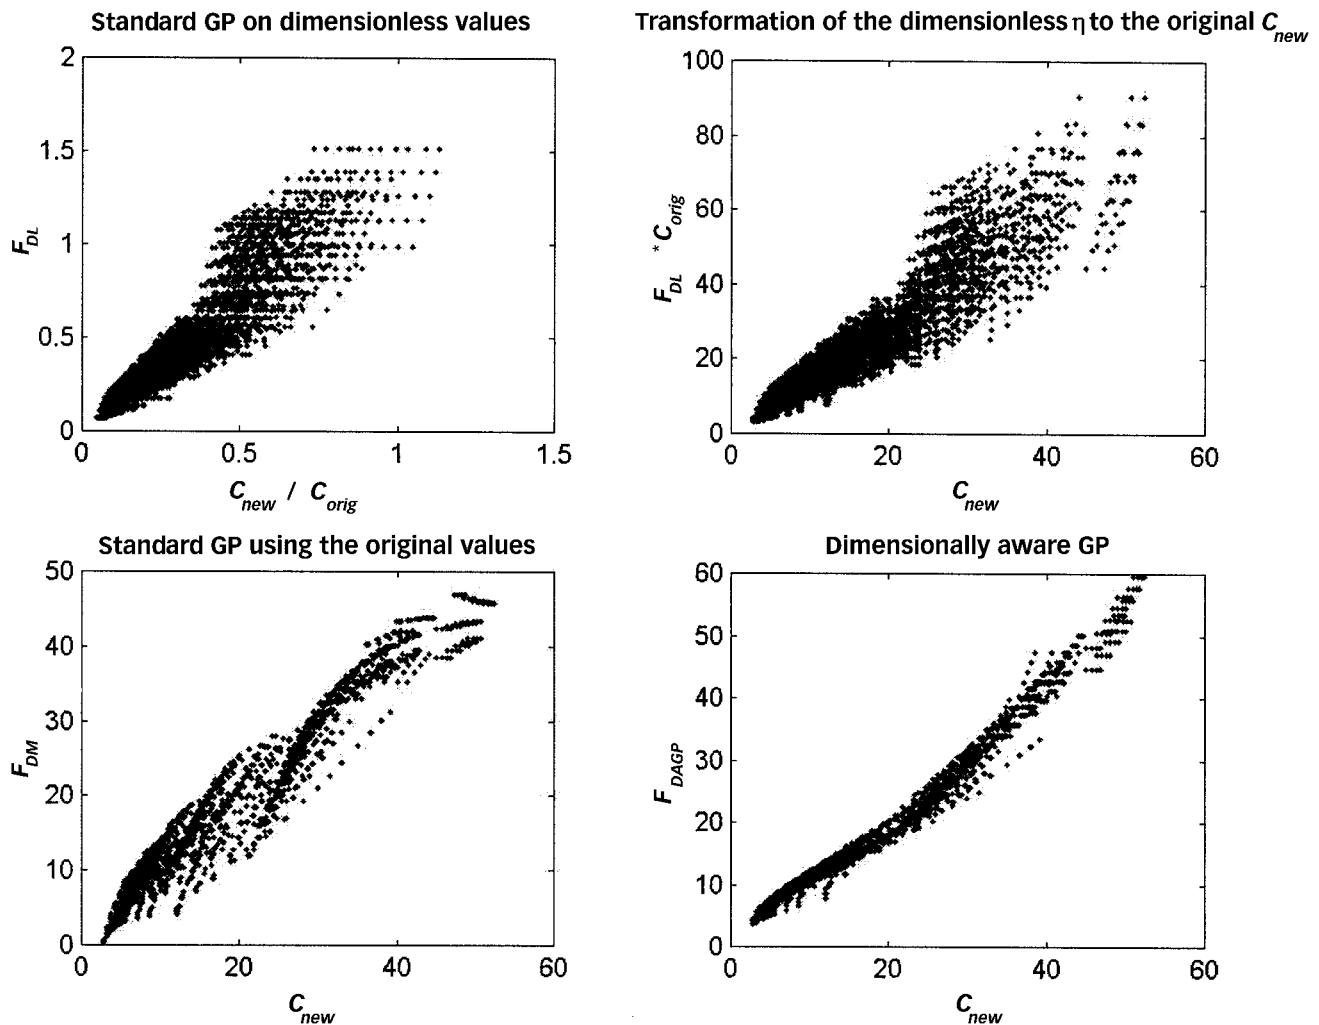 Standard GP on dimensionless values
2
1.5
1
0.5
0
F_DL
0 0.5 1 1.5
C_new / C_orig
Transformation of the dimensionless η to the original C_new
100
80
60
40
20
0
F_DL * C_orig
0 20 40 60
C_new
Standard GP using the original values
50
40
30
20
10
0
F_DM
0 20 40 60
C_new
Dimensionally aware GP
60
50
40
30
20
10
0
F_DAGP
0 20 40 60
C_new